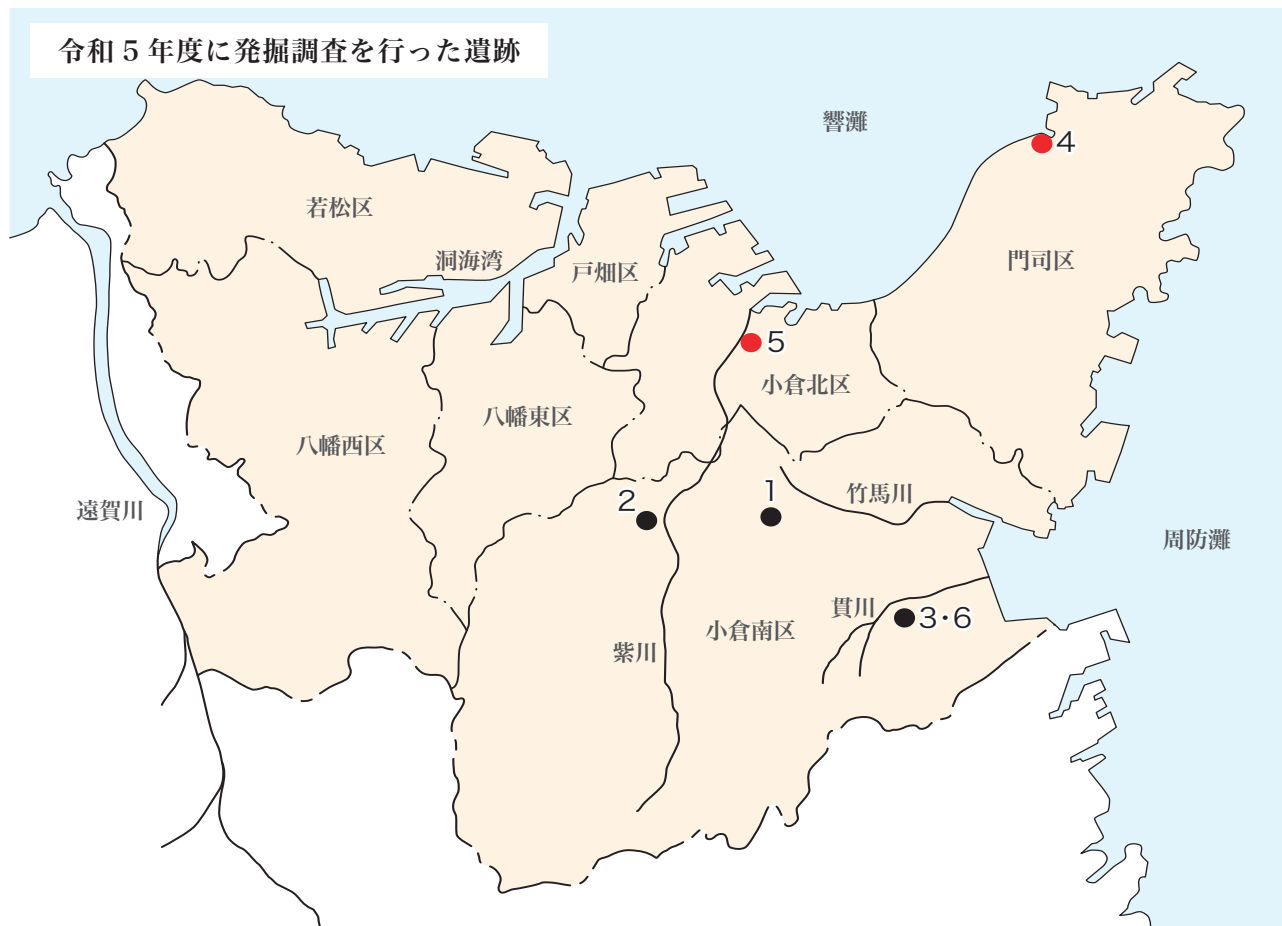 令和5年度に発掘調査を行った遺跡
響灘
4
若松区
洞海湾
戸畑区
門司区
5
小倉北区
八幡東区
八幡西区
遠賀川
2
1
竹馬川
周防灘
貫川
3・6
小倉南区
紫川